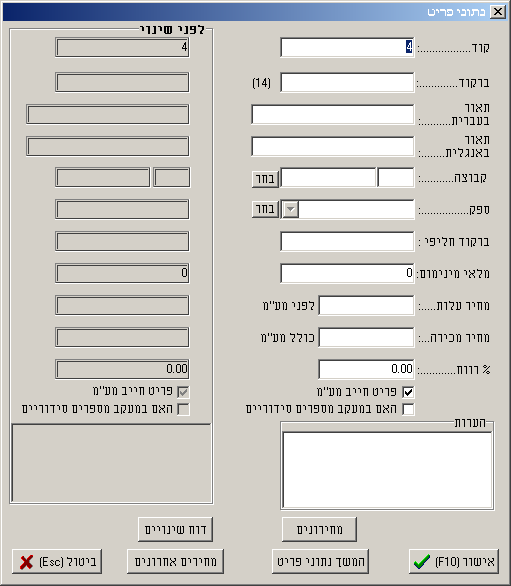 נתוני פריט
לפני שינוי
קוד.................: 4
4
ברקוד.............: (14)
תאור
בעברית..........:
תאור
באנגלית.........:
קבוצה...........: בחר
ספק................: בחר
ברקוד חליפי :
מלאי מינימום: 0
0
מחיר עלות.....: לפני מע"מ
מחיר מכירה...: כולל מע"מ
% רווח............: 0.00
0.00
פריט חייב מע"מ
פריט חייב מע"מ
האם במעקב מספרים סידוריים
האם במעקב מספרים סידוריים
הערות
מחירונים
דוח שינויים
אישור (F10)
המשך נתוני פריט
מחירים אחרונים
ביטול (Esc)